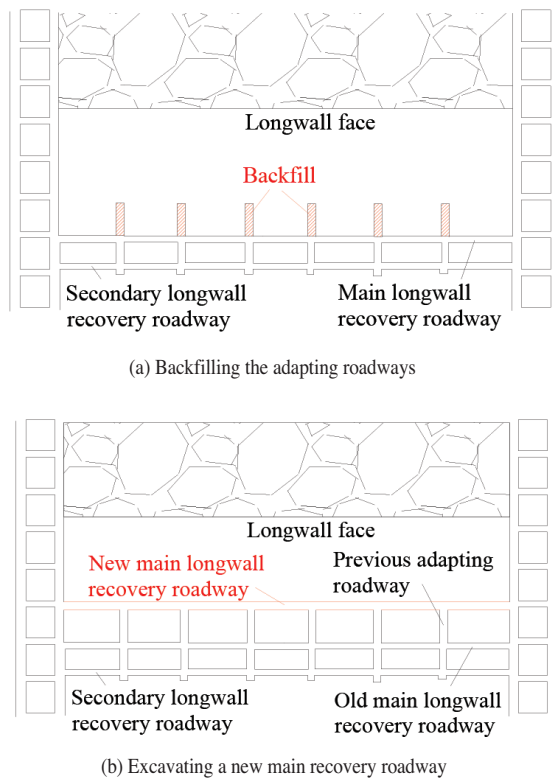 Longwall face
Backfill
Secondary longwall
recovery roadway
Main longwall
recovery roadway
(a) Backfilling the adapting roadways
Longwall face
New main longwall
recovery roadway
Previous adapting
roadway
Secondary longwall
recovery roadway
Old main longwall
recovery roadway
(b) Excavating a new main recovery roadway